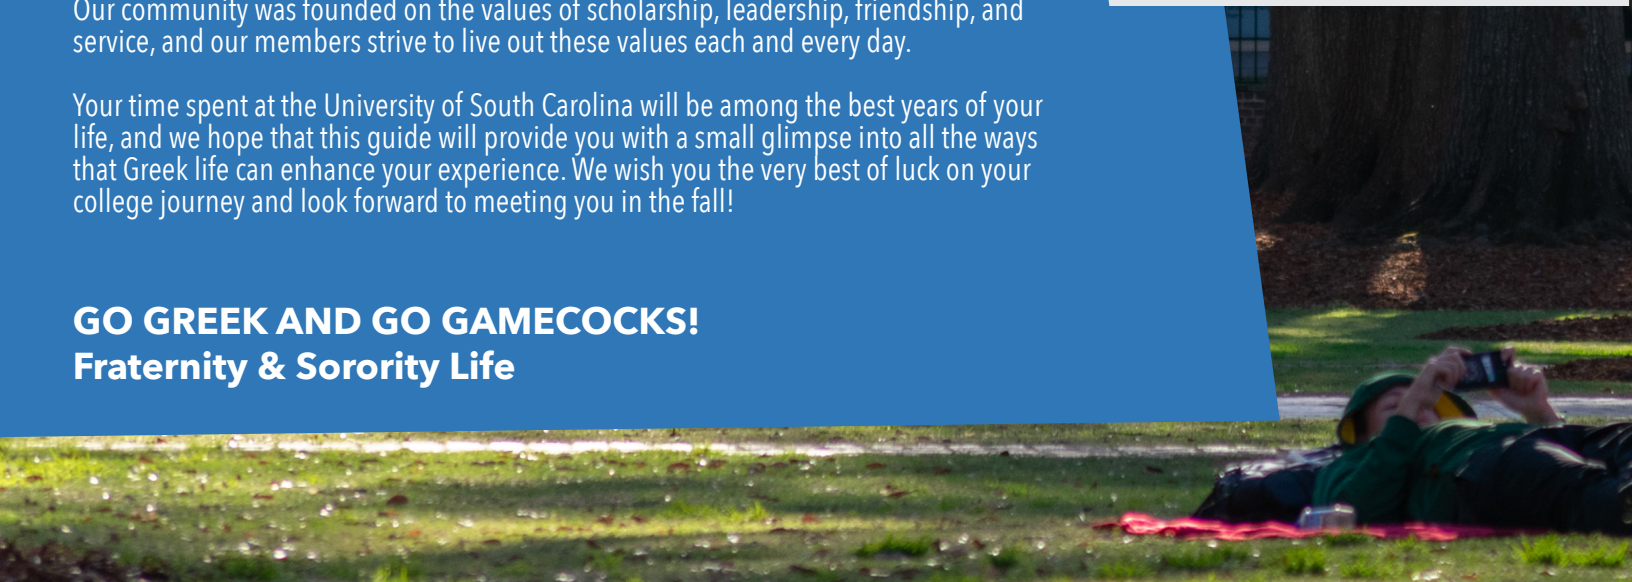 Our community was founded on the values of scholarship, leadership, friendship, and
service, and our members strive to live out these values each and every day.
Your time spent at the University of South Carolina will be among the best years of your
life, and we hope that this guide will provide you with a small glimpse into all the ways
that Greek life can enhance your experience. We wish you the very best of luck on your
college journey and look forward to meeting you in the fall!
GO GREEK AND GO GAMECOCKS!
Fraternity & Sorority Life